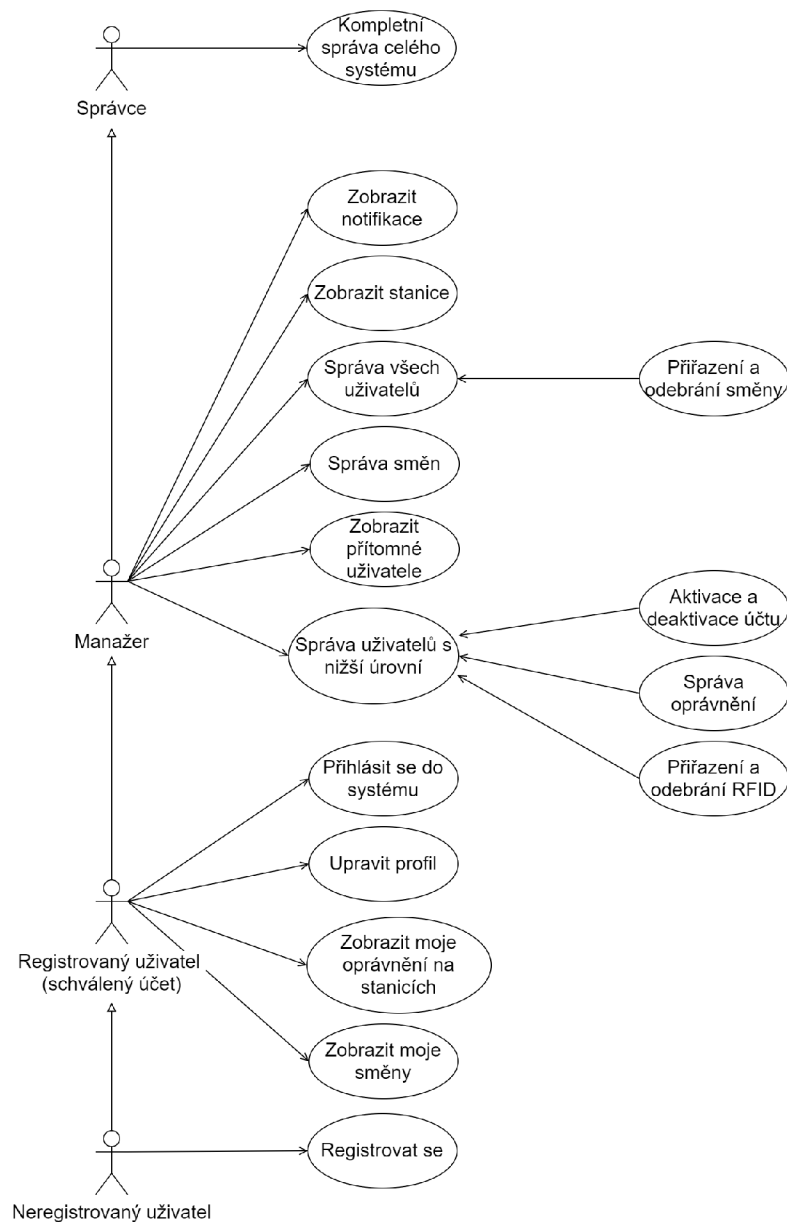 Kompletní
správa celého
systému
Správce
Zobrazit
notifikace
Zobrazit stanice
Správa všech
uživatelů
Přiřazení a
odebrání směny
Správa směn
Zobrazit
přítomné
uživatele
Manažer
Správa uživatelů s
nižší úrovní
Aktivace a
deaktivace účtu
Správa
oprávnění
Přiřazení a
odebrání RFID
Přihlásit se do
systému
Upravit profil
Registrovaný uživatel
(schválený účet)
Zobrazit moje
oprávnění na
stanicích
Zobrazit moje
směny
Registrovat se
Neregistrovaný uživatel